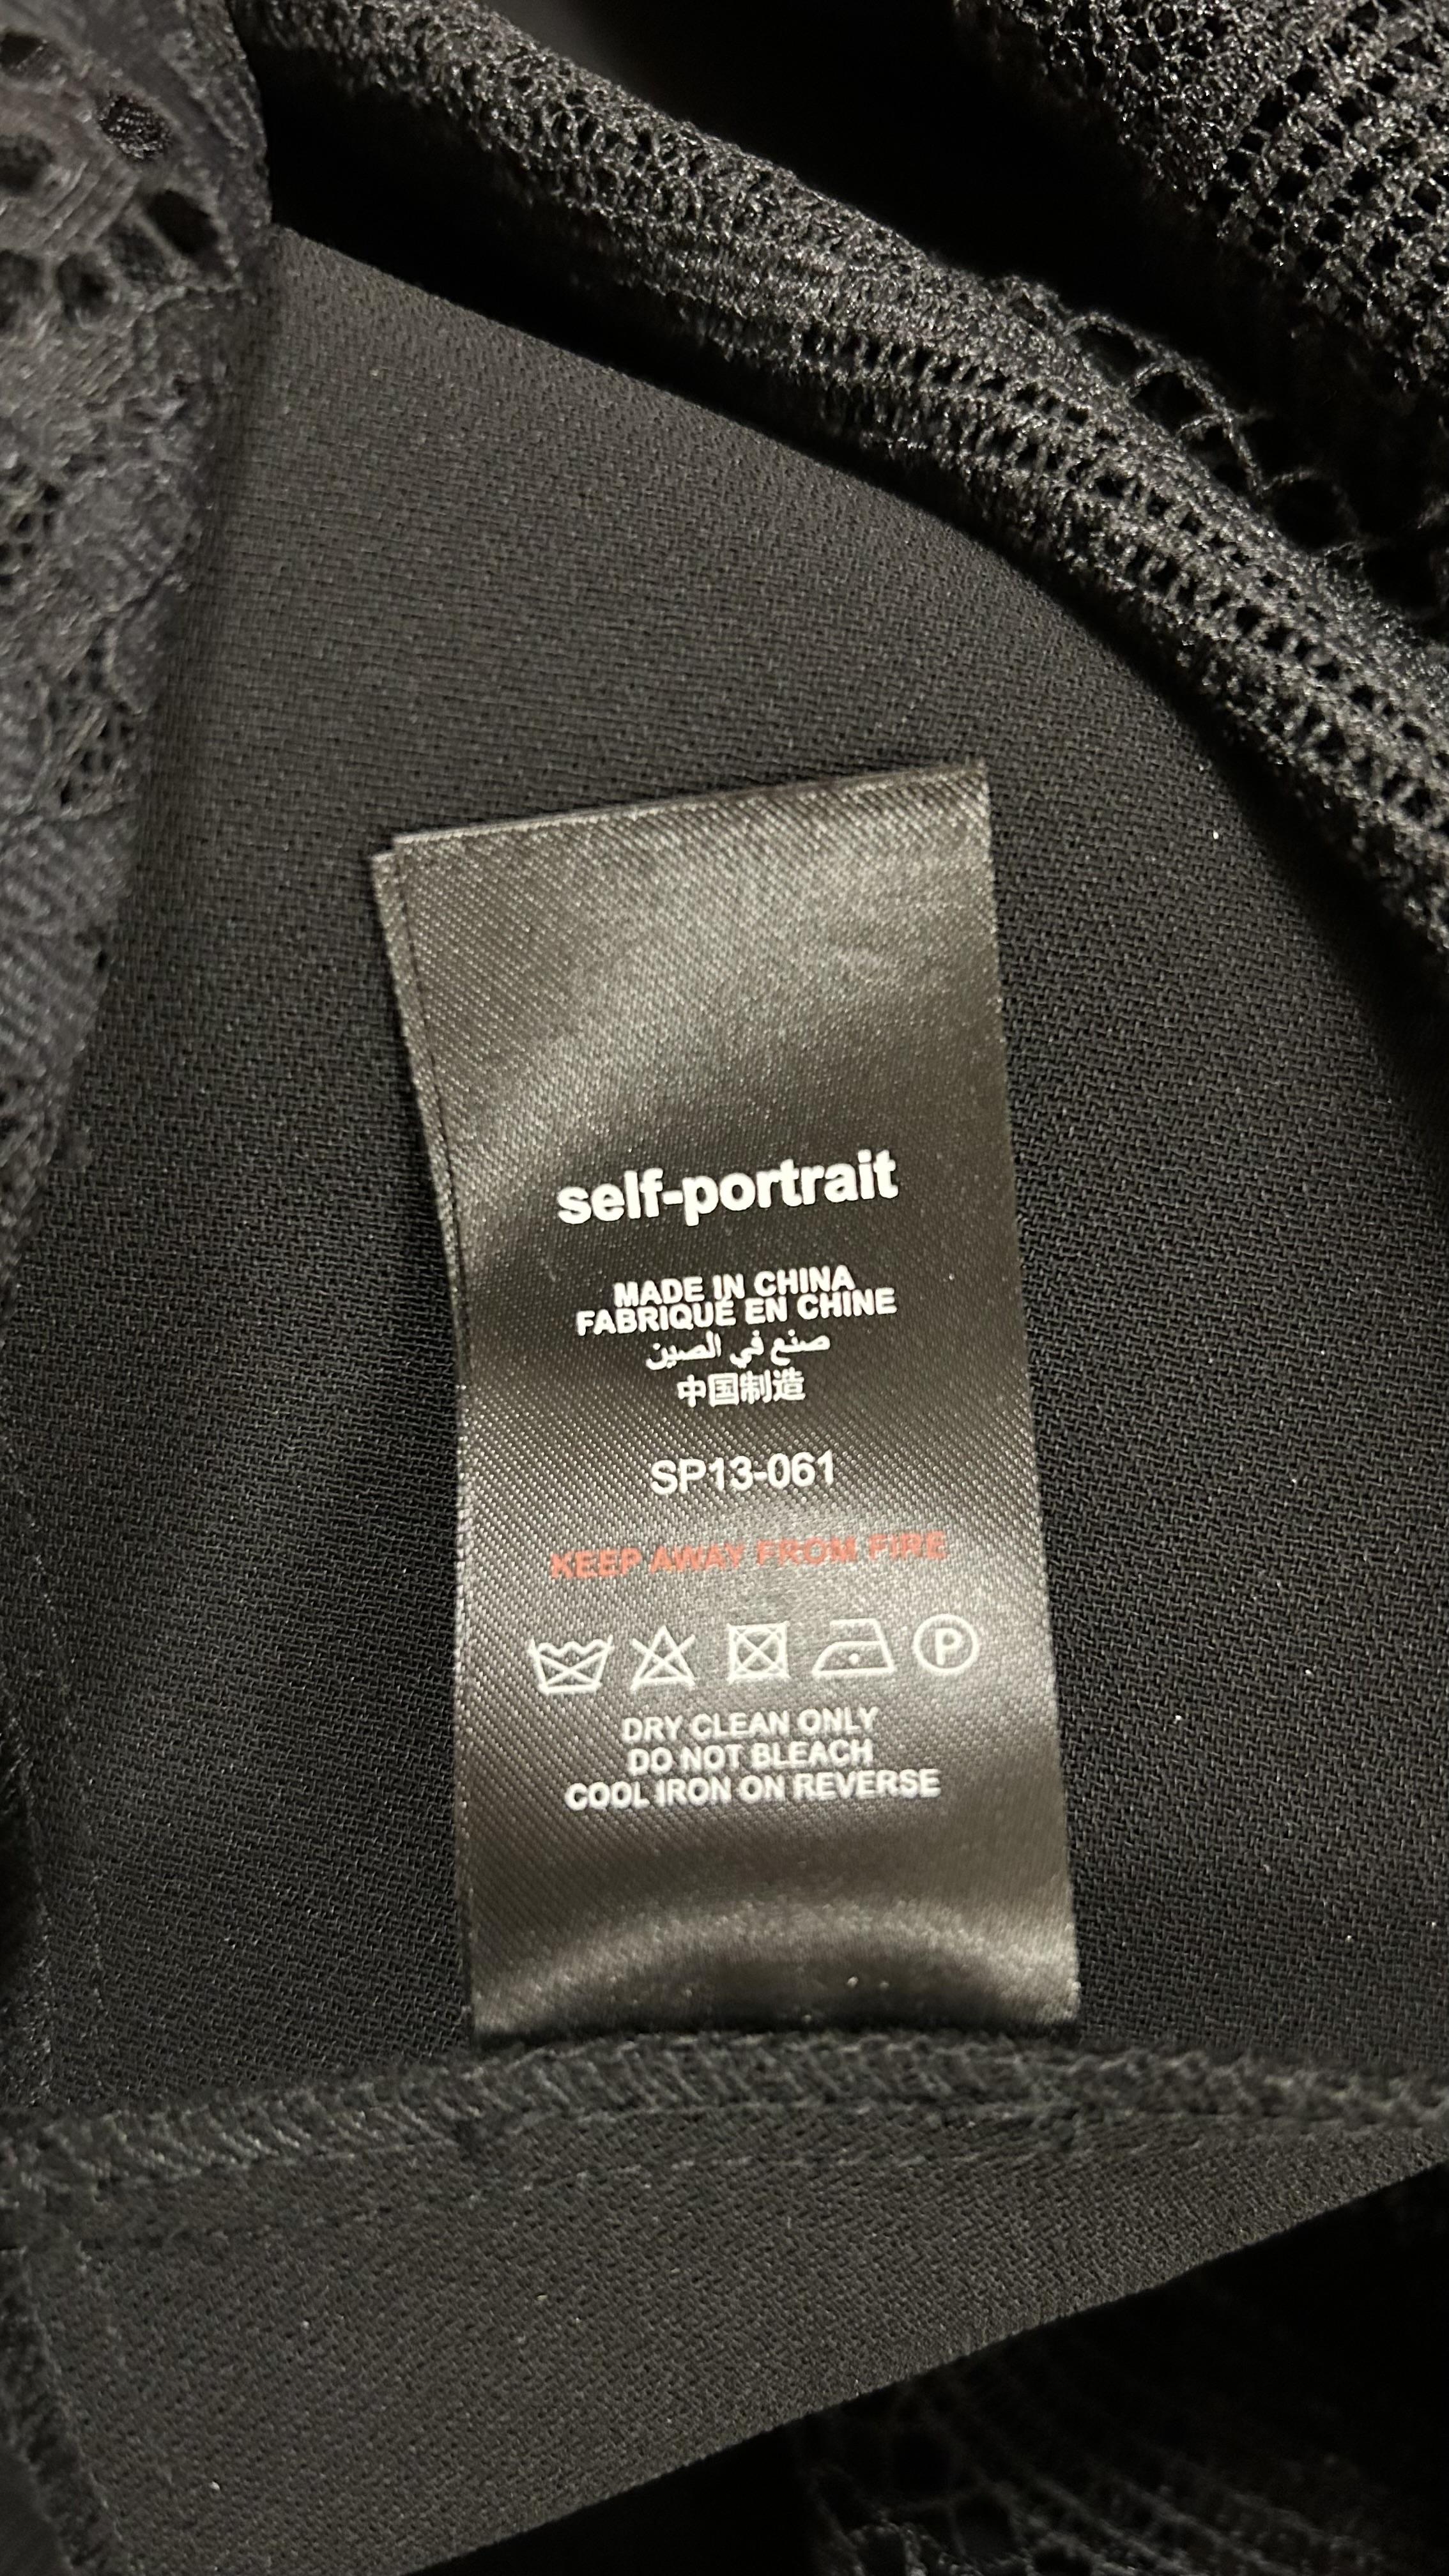 self-portrait
MADE IN CHINA
FABRIQUÉ EN CHINE
صنع في الصين
中国制造
SP13-061
KEEP AWAY FROM FIRE
P
DRY CLEAN ONLY
DO NOT BLEACH
COOL IRON ON REVERSE